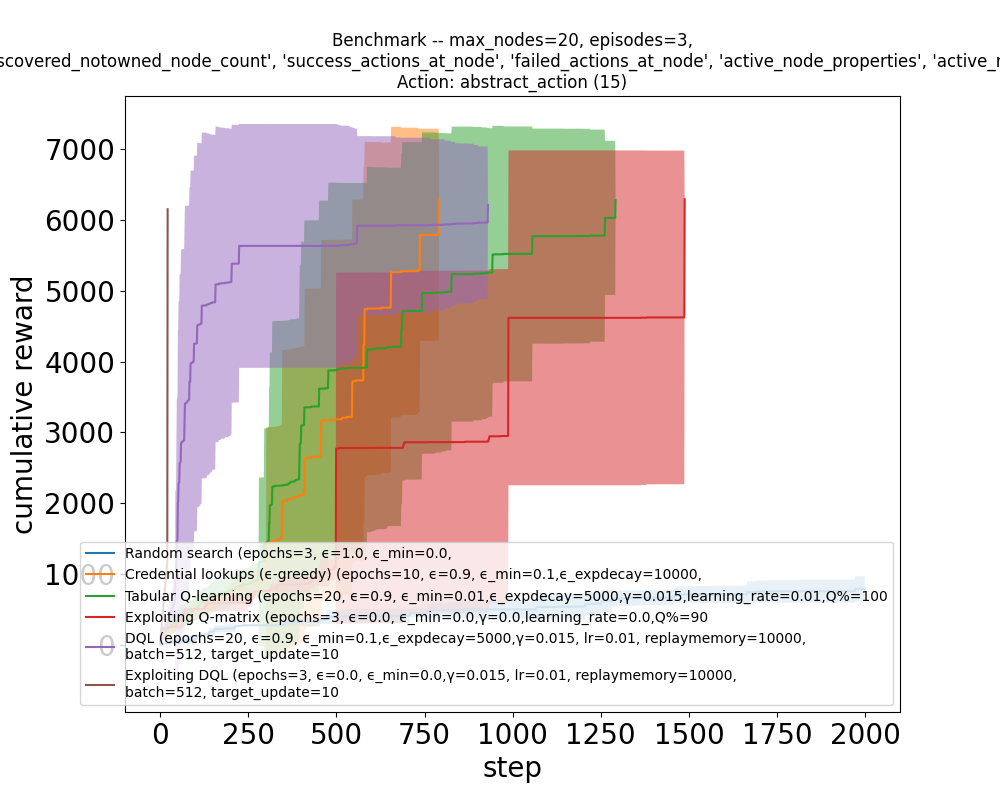 Benchmark -- max_nodes=20, episodes=3,
scovered_notowned_node_count', 'success_actions_at_node', 'failed_actions_at_node', 'active_node_properties', 'active_n
Action: abstract_action (15)
cumulative reward
7000
6000
5000
4000
3000
2000
1000
0
Random search (epochs=3, ϵ=1.0, ϵ_min=0.0,
Credential lookups (ϵ-greedy) (epochs=10, ϵ=0.9, ϵ_min=0.1,ϵ_expdecay=10000,
Tabular Q-learning (epochs=20, ϵ=0.9, ϵ_min=0.01,ϵ_expdecay=5000,γ=0.015,learning_rate=0.01,Q%=100
Exploiting Q-matrix (epochs=3, ϵ=0.0, ϵ_min=0.0,γ=0.0,learning_rate=0.0,Q%=90
DQL (epochs=20, ϵ=0.9, ϵ_min=0.1,ϵ_expdecay=5000,γ=0.015, lr=0.01, replaymemory=10000,
batch=512, target_update=10
Exploiting DQL (epochs=3, ϵ=0.0, ϵ_min=0.0,γ=0.015, lr=0.01, replaymemory=10000,
batch=512, target_update=10
0 250 500 750 1000 1250 1500 1750 2000
step